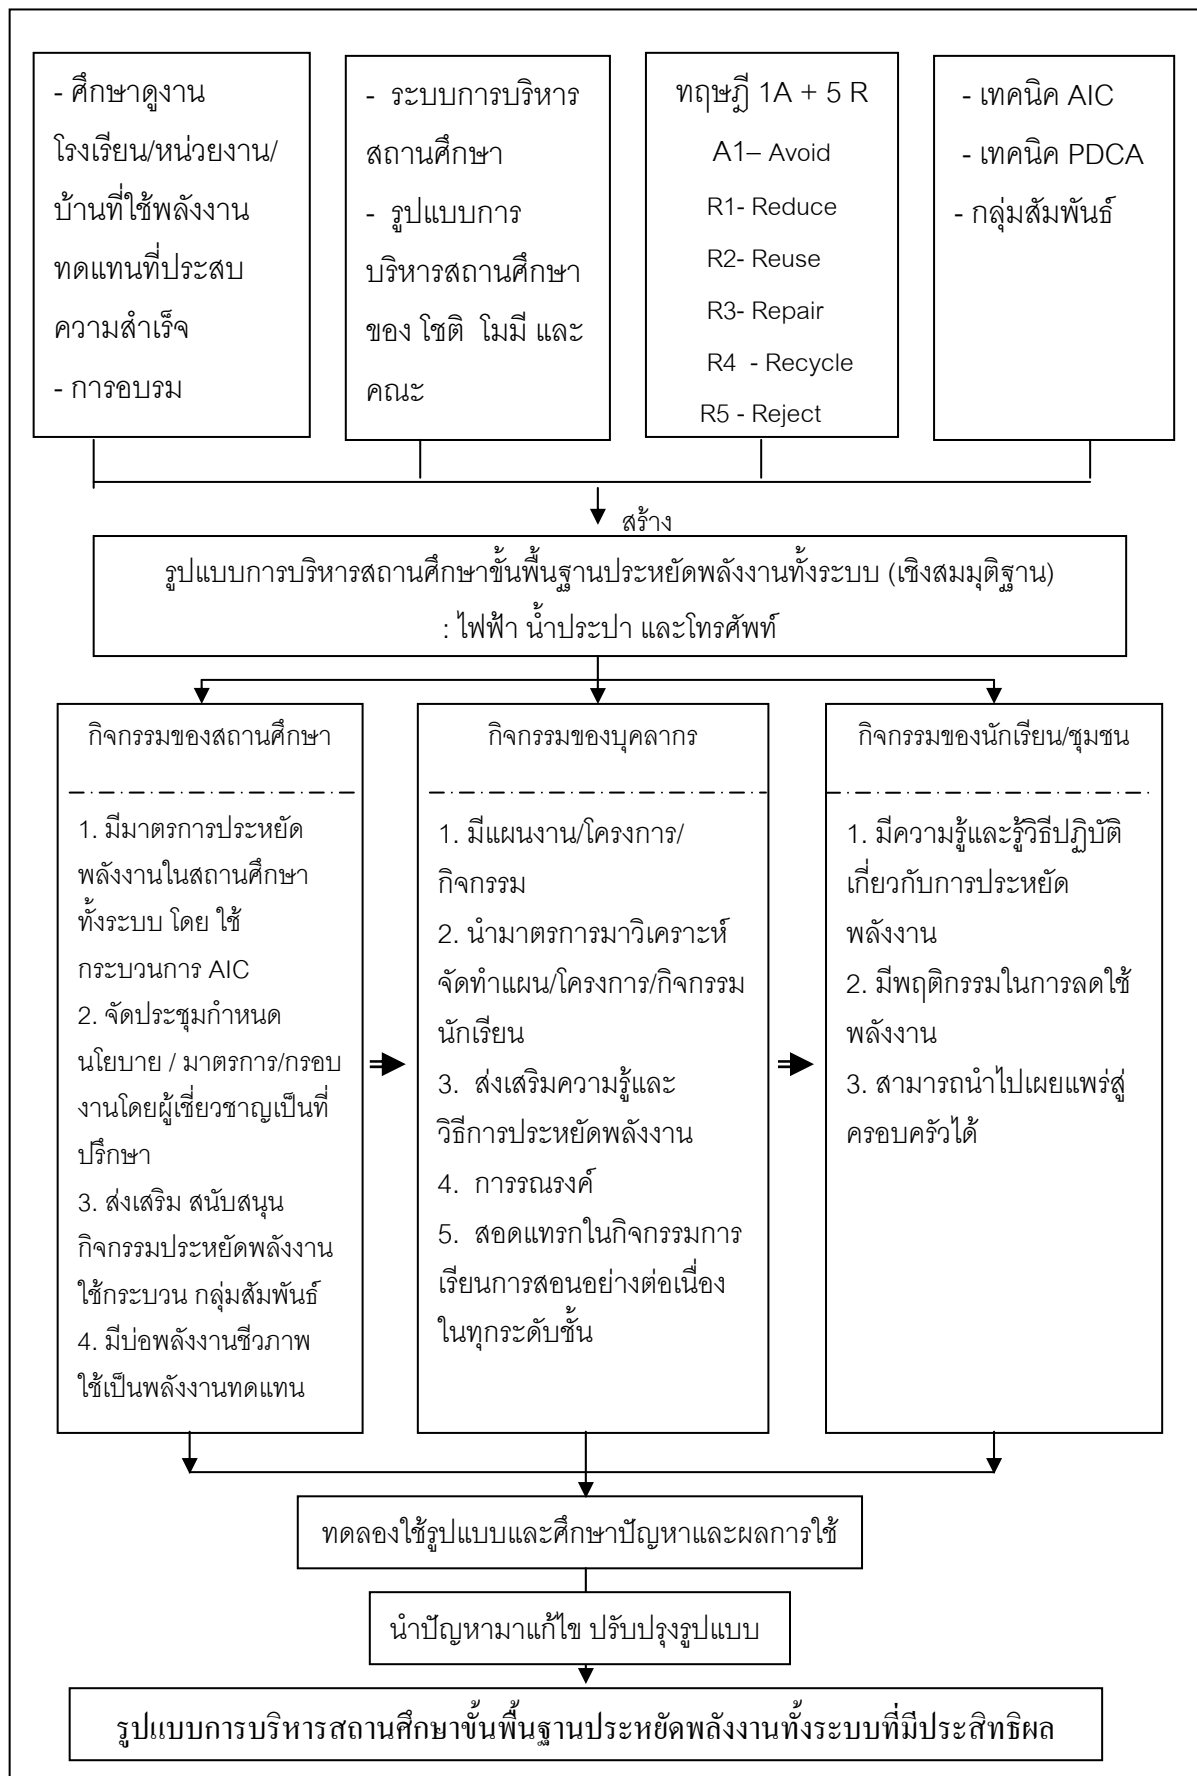 - ศึกษาดูงาน
โรงเรียน/หน่วยงาน/
บ้านที่ใช้พลังงาน
ทดแทนที่ประสบ
ความสำเร็จ
- การอบรม
- ระบบการบริหาร
สถานศึกษา
- รูปแบบการ
บริหารสถานศึกษา
ของ โชติ โมมี และ
คณะ
ทฤษฎี 1A + 5 R
A1– Avoid
R1- Reduce
R2- Reuse
R3- Repair
R4 - Recycle
R5 - Reject
- เทคนิค AIC
- เทคนิค PDCA
- กลุ่มสัมพันธ์
สร้าง
รูปแบบการบริหารสถานศึกษาขั้นพื้นฐานประหยัดพลังงานทั้งระบบ (เชิงสมมุติฐาน)
: ไฟฟ้า น้ำประปา และโทรศัพท์
กิจกรรมของสถานศึกษา
1. มีมาตรการประหยัด
พลังงานในสถานศึกษา
ทั้งระบบ โดย ใช้
กระบวนการ AIC
2. จัดประชุมกำหนด
นโยบาย / มาตรการ/กรอบ
งานโดยผู้เชี่ยวชาญเป็นที่
ปรึกษา
3. ส่งเสริม สนับสนุน
กิจกรรมประหยัดพลังงาน
ใช้กระบวน กลุ่มสัมพันธ์
4. มีบ่อพลังงานชีวภาพ
ใช้เป็นพลังงานทดแทน
กิจกรรมของบุคลากร
1. มีแผนงาน/โครงการ/
กิจกรรม
2. นำมาตรการมาวิเคราะห์
จัดทำแผน/โครงการ/กิจกรรม
นักเรียน
3. ส่งเสริมความรู้และ
วิธีการประหยัดพลังงาน
4. การรณรงค์
5. สอดแทรกในกิจกรรมการ
เรียนการสอนอย่างต่อเนื่อง
ในทุกระดับชั้น
กิจกรรมของนักเรียน/ชุมชน
1. มีความรู้และรู้วิธีปฏิบัติ
เกี่ยวกับการประหยัด
พลังงาน
2. มีพฤติกรรมในการลดใช้
พลังงาน
3. สามารถนำไปเผยแพร่สู่
ครอบครัวได้
ทดลองใช้รูปแบบและศึกษาปัญหาและผลการใช้
นำปัญหามาแก้ไข ปรับปรุงรูปแบบ
รูปแบบการบริหารสถานศึกษาขั้นพื้นฐานประหยัดพลังงานทั้งระบบที่มีประสิทธิผล